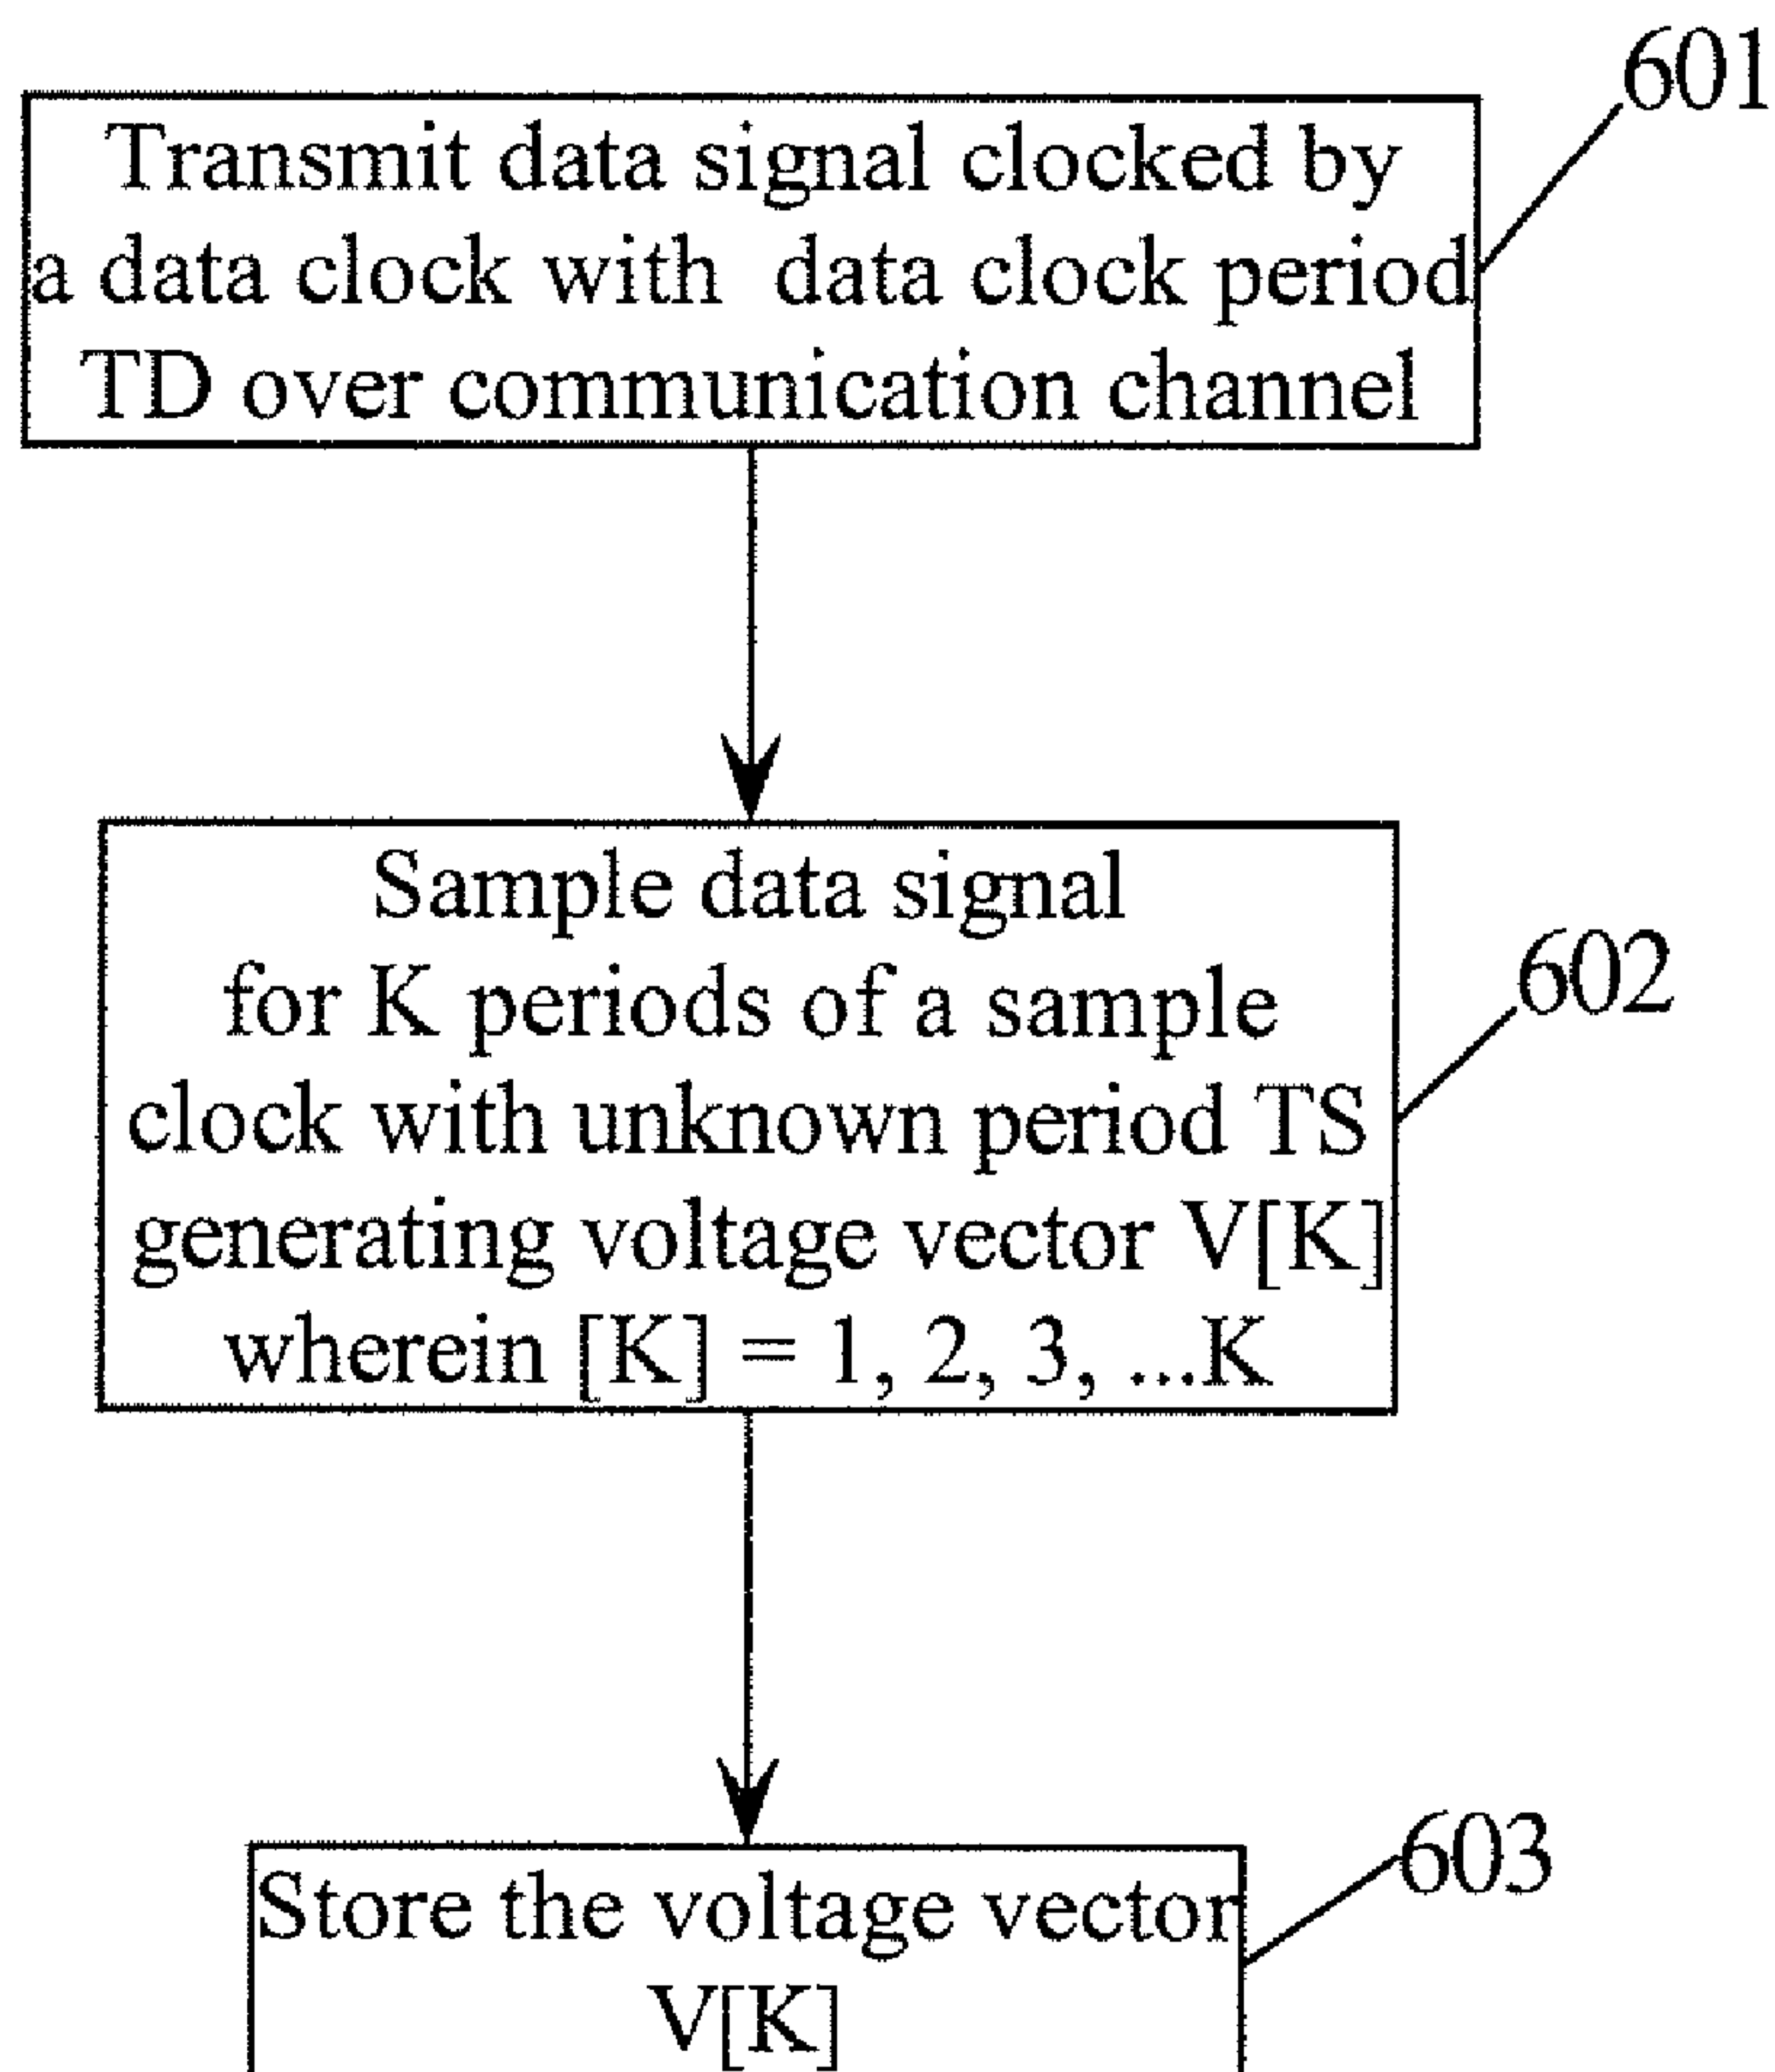 601
Transmit data signal clocked by
a data clock with data clock period
TD over communication channel
Sample data signal
for K periods of a sample
clock with unknown period TS
generating voltage vector V[K]
wherein [K] = 1, 2, 3, ...K
602
Store the voltage vector
V[K]
603